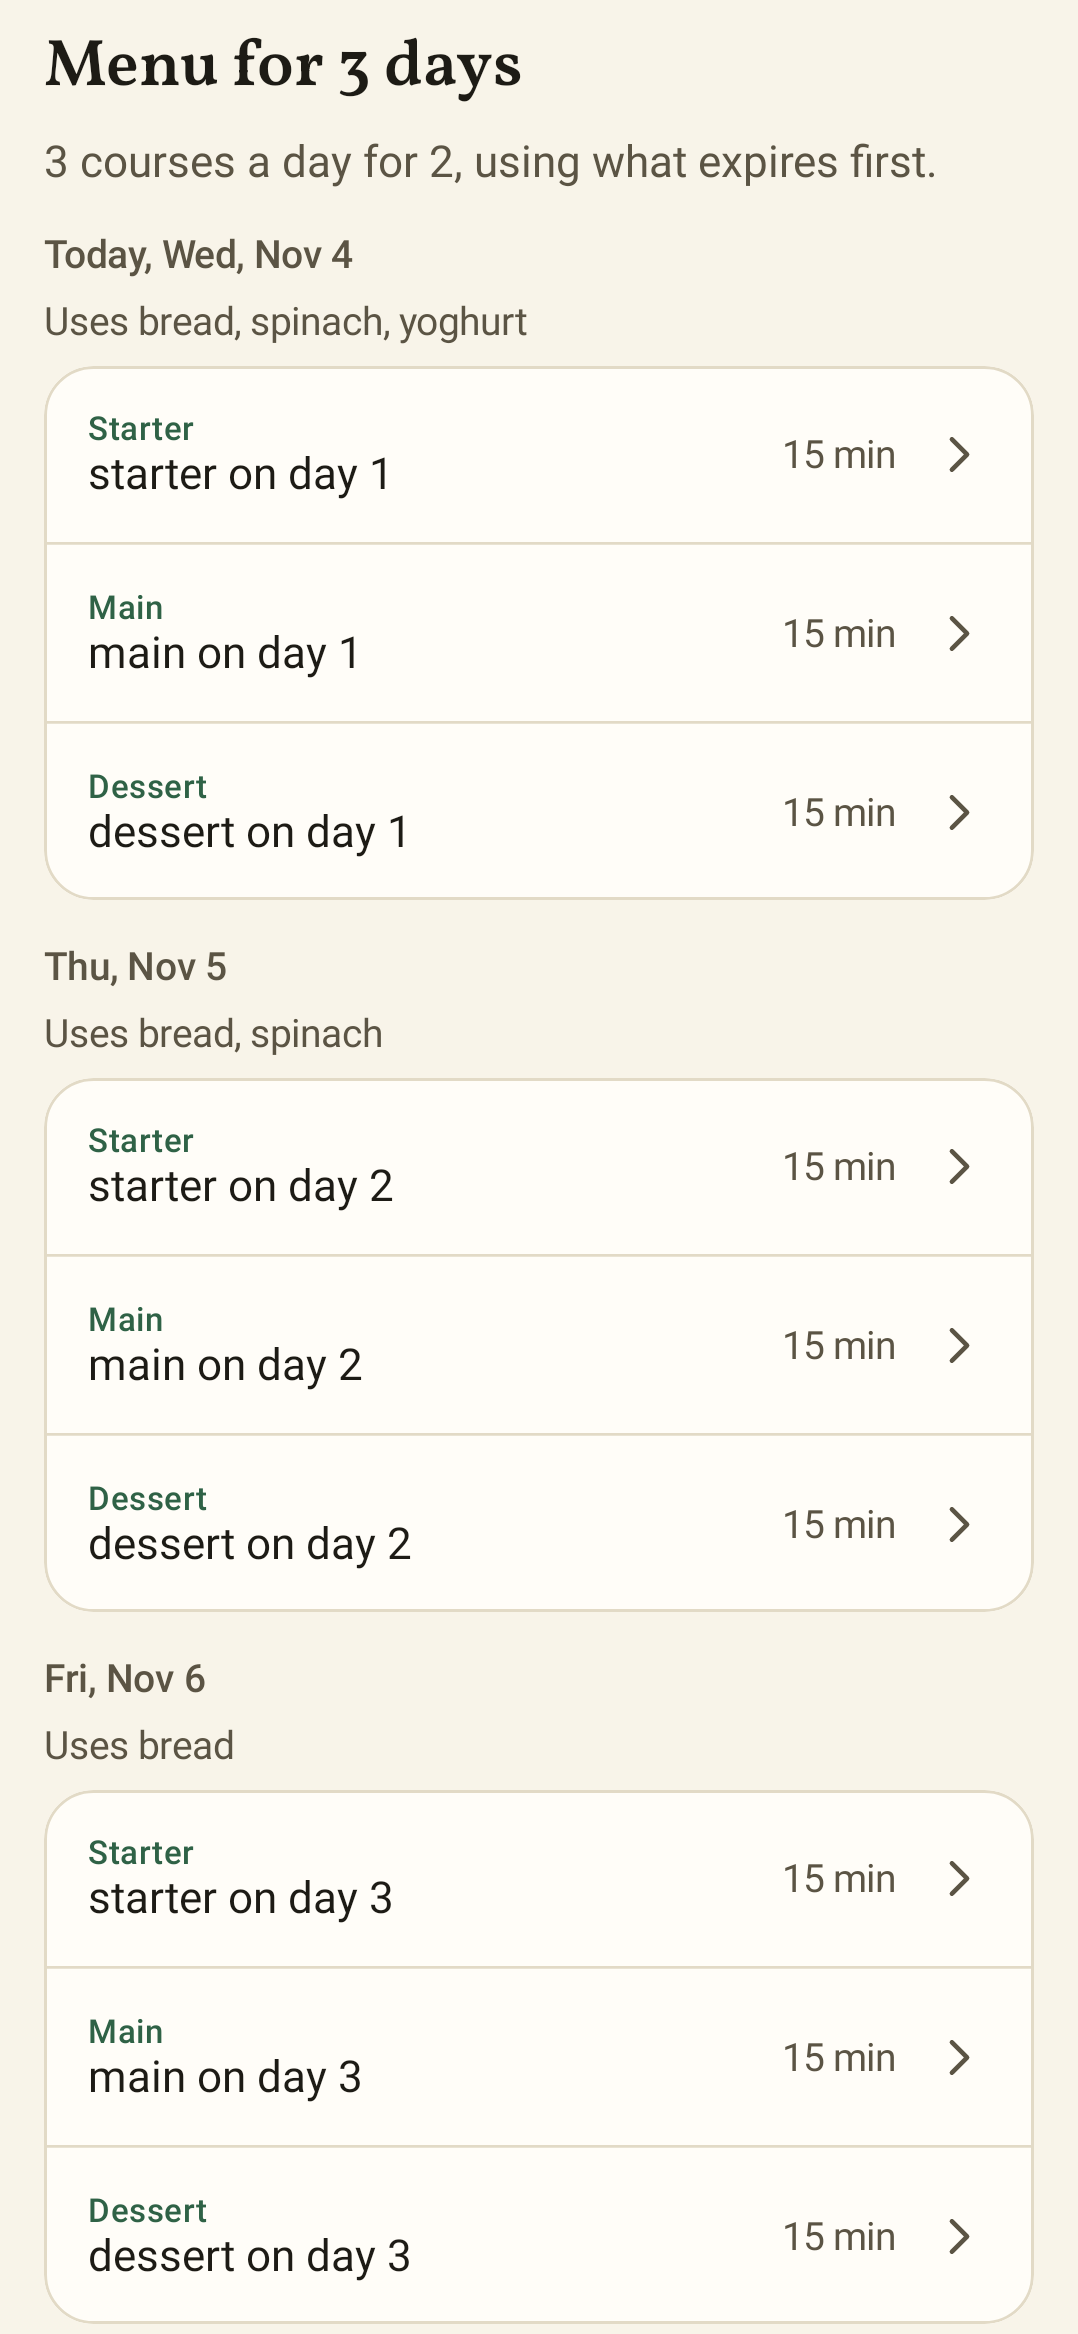 Menu for 3 days
3 courses a day for 2, using what expires first.
Today, Wed, Nov 4
Uses bread, spinach, yoghurt
Starter
starter on day 1
15 min
Main
main on day 1
15 min
Dessert
dessert on day 1
15 min
Thu, Nov 5
Uses bread, spinach
Starter
starter on day 2
15 min
Main
main on day 2
15 min
Dessert
dessert on day 2
15 min
Fri, Nov 6
Uses bread
Starter
starter on day 3
15 min
Main
main on day 3
15 min
Dessert
dessert on day 3
15 min